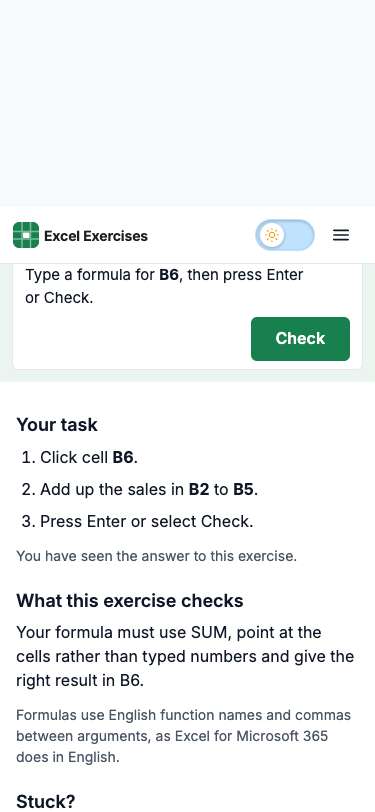 Excel Exercises
Type a formula for B6, then press Enter
or Check.
Check
Your task
1. Click cell B6.
2. Add up the sales in B2 to B5.
3. Press Enter or select Check.
You have seen the answer to this exercise.
What this exercise checks
Your formula must use SUM, point at the
cells rather than typed numbers and give the
right result in B6.
Formulas use English function names and commas
between arguments, as Excel for Microsoft 365
does in English.
Stuck?